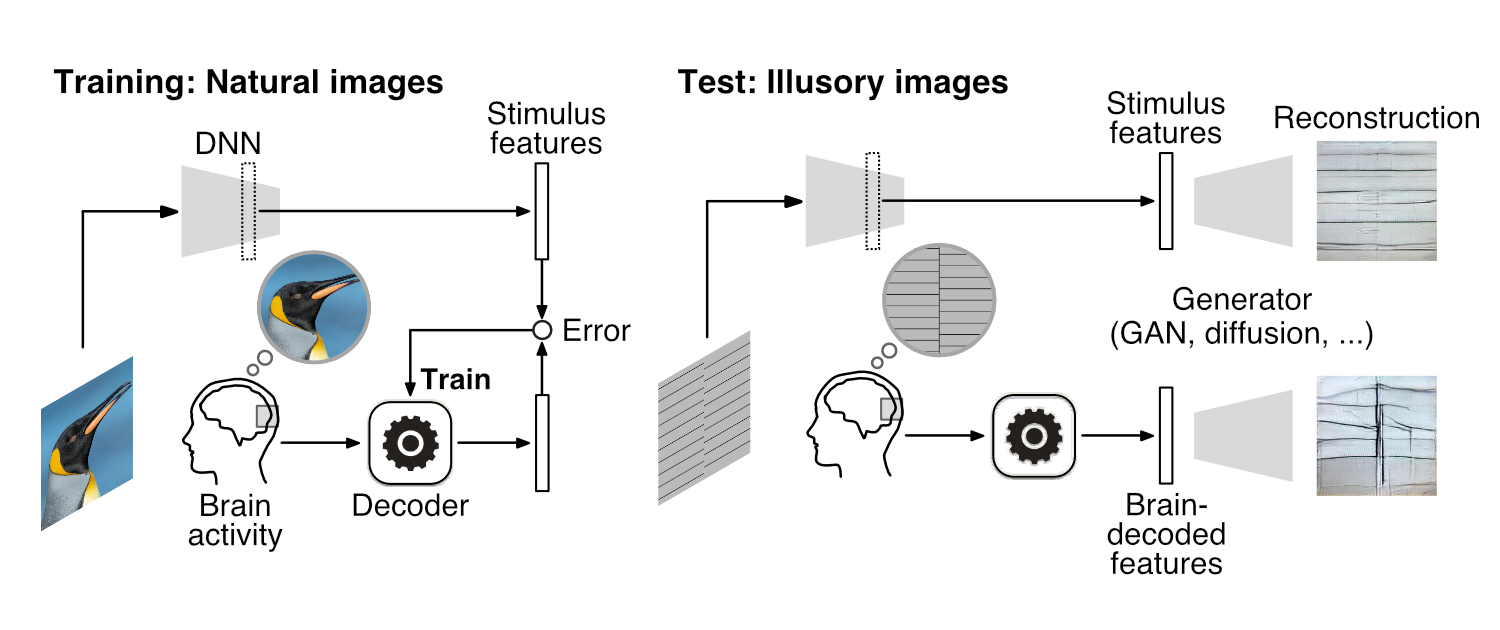 Training: Natural images
DNN
Stimulus
features
Error
Train
Brain
activity
Decoder
Test: Illusory images
Stimulus
features
Reconstruction
Generator
(GAN, diffusion, ...)
Brain-
decoded
features